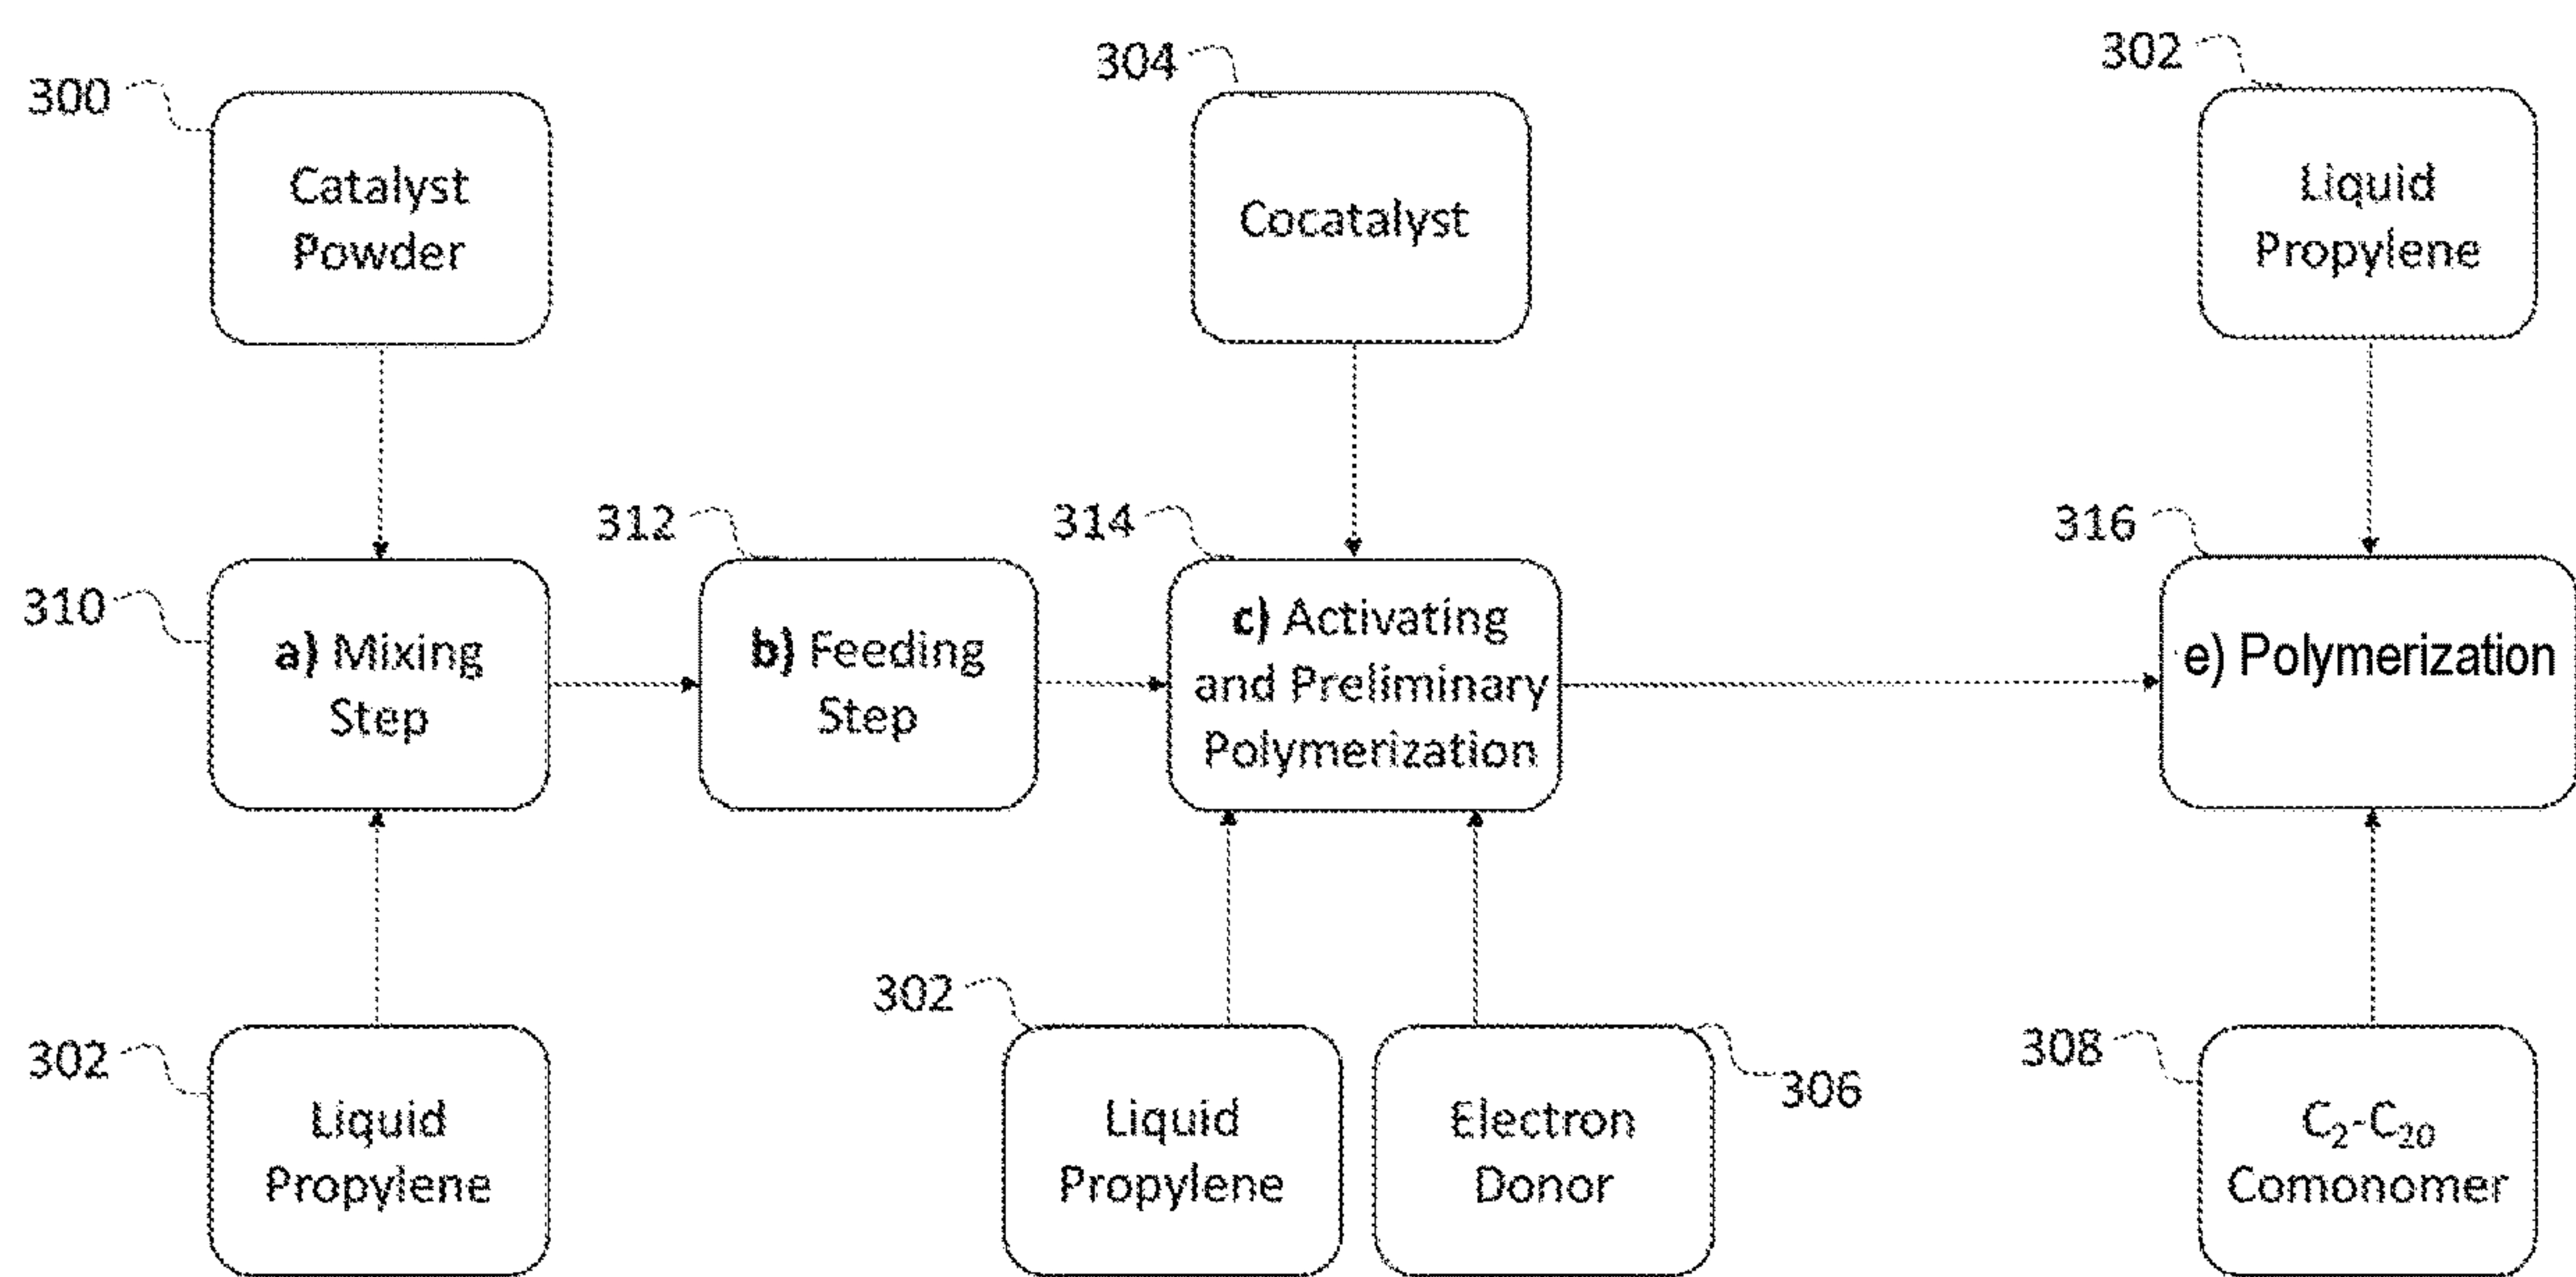 300
Catalyst
Powder
304
Cocatalyst
302
Liquid
Propylene
310
a) Mixing
Step
312
b) Feeding
Step
314
c) Activating
and Preliminary
Polymerization
316
e) Polymerization
302
Liquid
Propylene
302
Liquid
Propylene
306
Electron
Donor
308
C₂-C₂₀
Comonomer